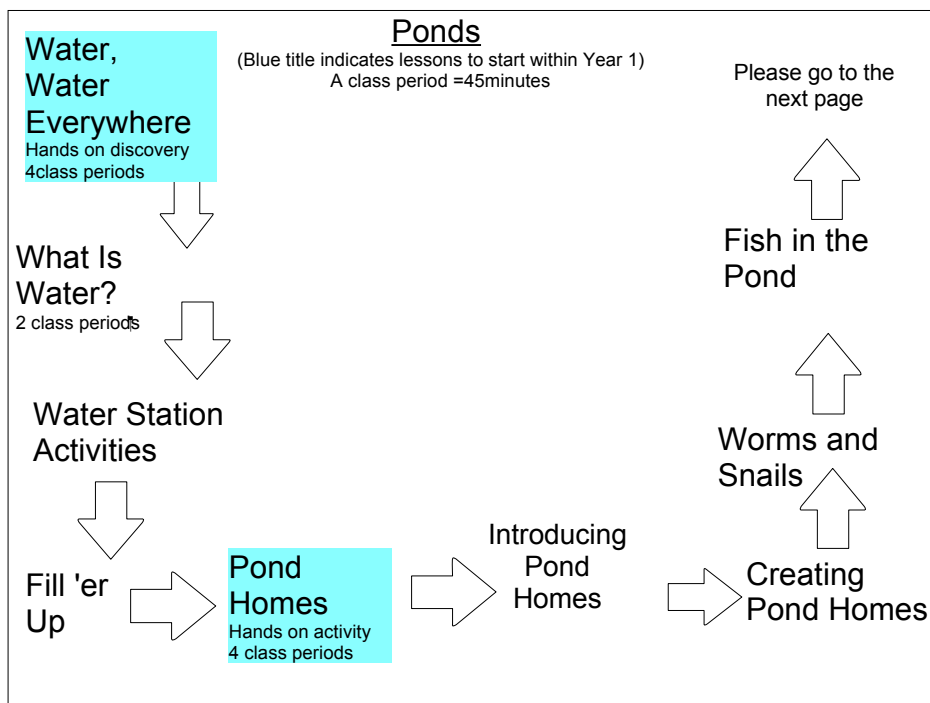 Ponds
(Blue title indicates lessons to start within Year 1)
A class period =45minutes
Water,
Water
Everywhere
Hands on discovery
4class periods
What Is
Water?
2 class periods
Water Station
Activities
Fill 'er
Up
Pond
Homes
Hands on activity
4 class periods
Introducing
Pond
Homes
Creating
Pond Homes
Worms and
Snails
Fish in the
Pond
Please go to the
next page